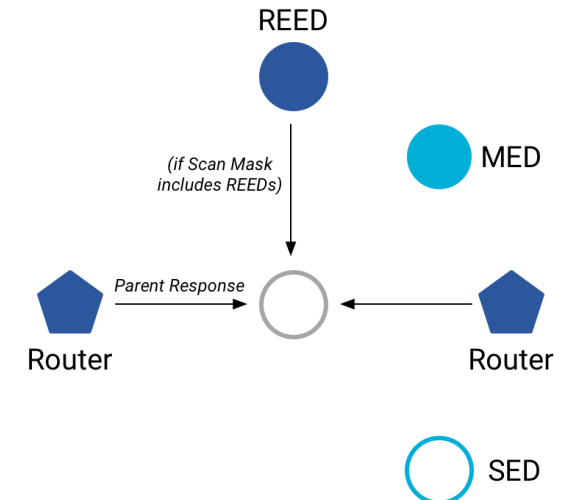 REED
(if Scan Mask
includes REEDs)
MED
Parent Response
Router
Router
SED